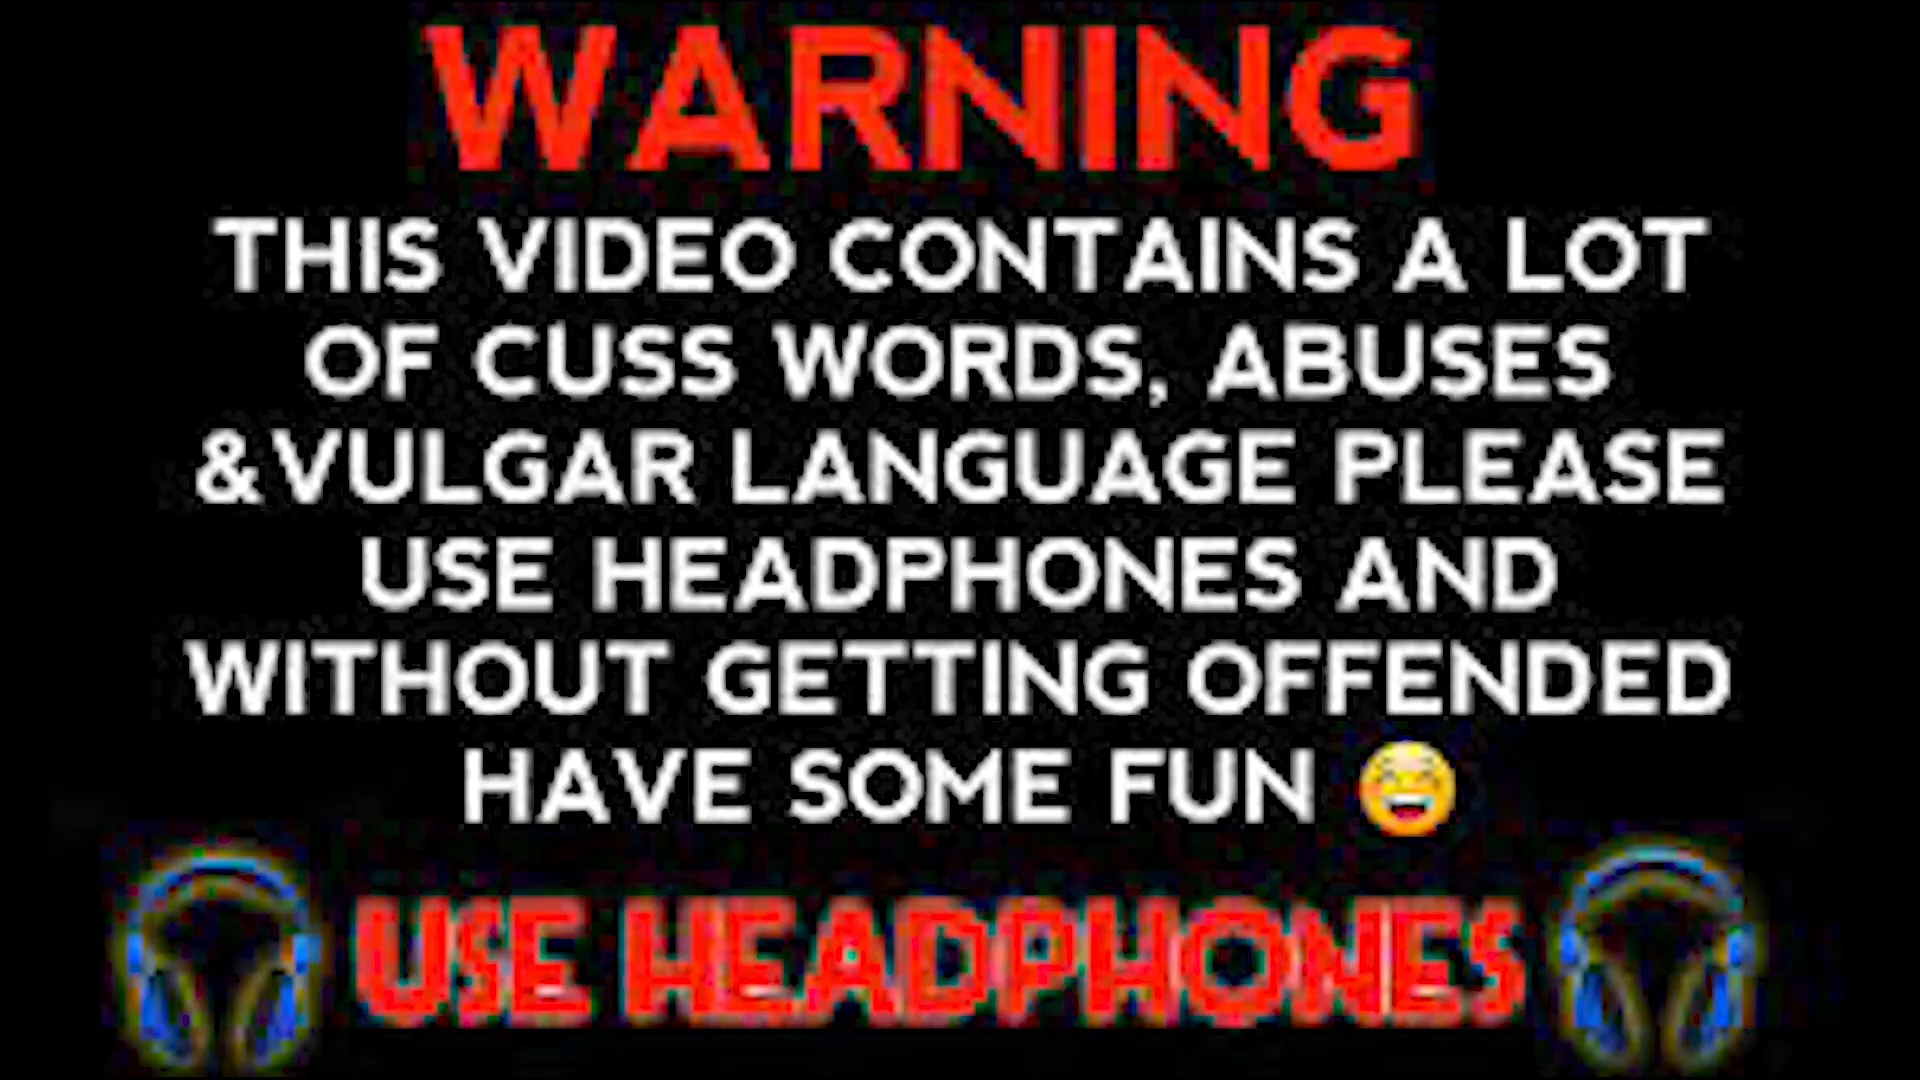 WARNING
THIS VIDEO CONTAINS A LOT
OF CUSS WORDS, ABUSES
&VULGAR LANGUAGE PLEASE
USE HEADPHONES AND
WITHOUT GETTING OFFENDED
HAVE SOME FUN 😄
USE HEADPHONES